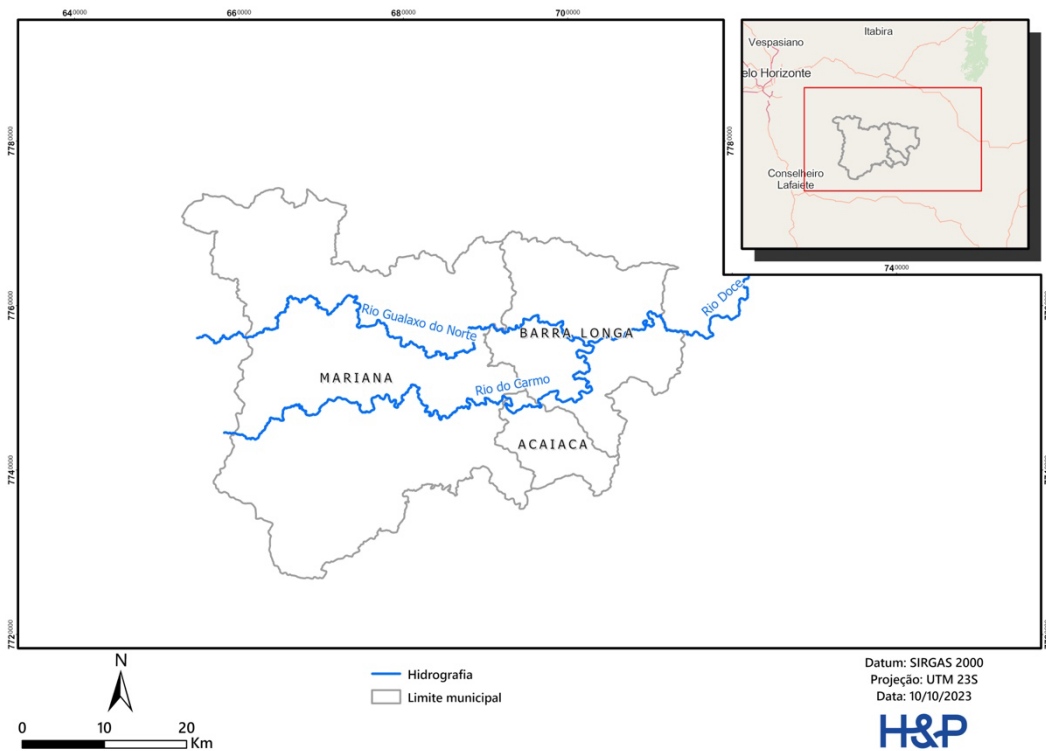 640000 660000 680000 700000
Vespasiano
Itabira
elo Horizonte
Conselheiro
Lafaiete
7780000
7780000
740000
7760000
Rio Doce
Rio Gualaxo do Norte
BARRA LONGA
MARIANA
Rio do Carmo
ACAIACA
7740000
7720000
N
0 10 20
Km
Hidrografia
Limite municipal
Datum: SIRGAS 2000
Projeção: UTM 23S
Data: 10/10/2023
H&P